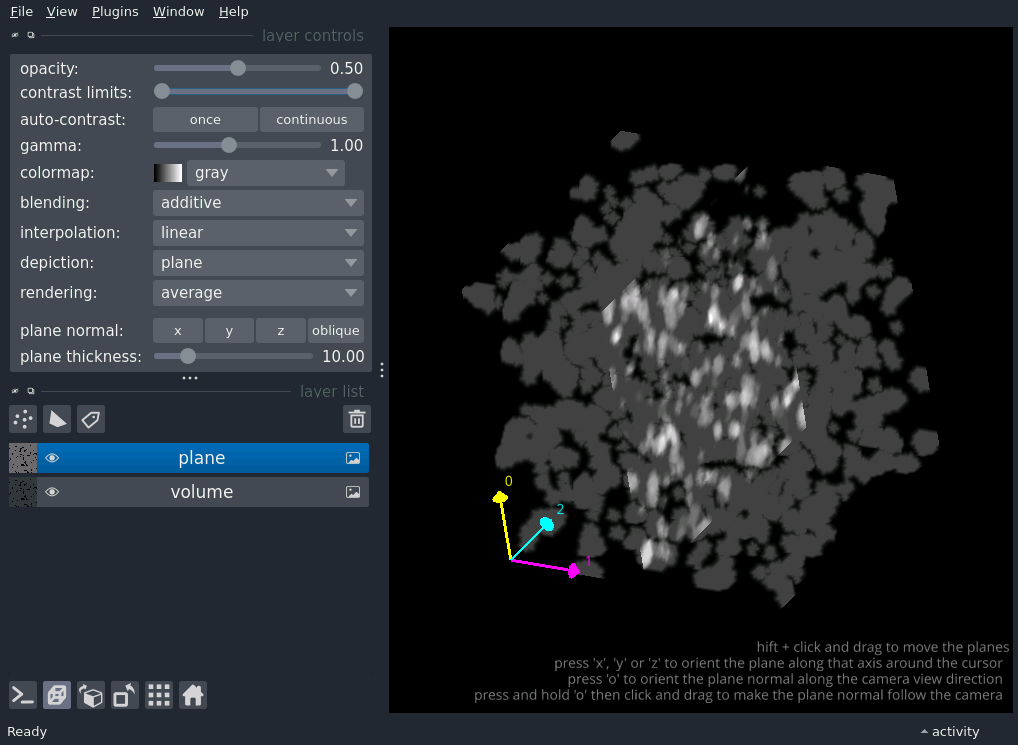 File View Plugins Window Help
layer controls
opacity: 0.50
contrast limits:
auto-contrast: once continuous
gamma: 1.00
colormap: gray
blending: additive
interpolation: linear
depiction: plane
rendering: average
plane normal: x y z oblique
plane thickness: 10.00
layer list
plane
volume
0
2
1
hift + click and drag to move the planes
press 'x', 'y' or 'z' to orient the plane along that axis around the cursor
press 'o' to orient the plane normal along the camera view direction
press and hold 'o' then click and drag to make the plane normal follow the camera
Ready activity